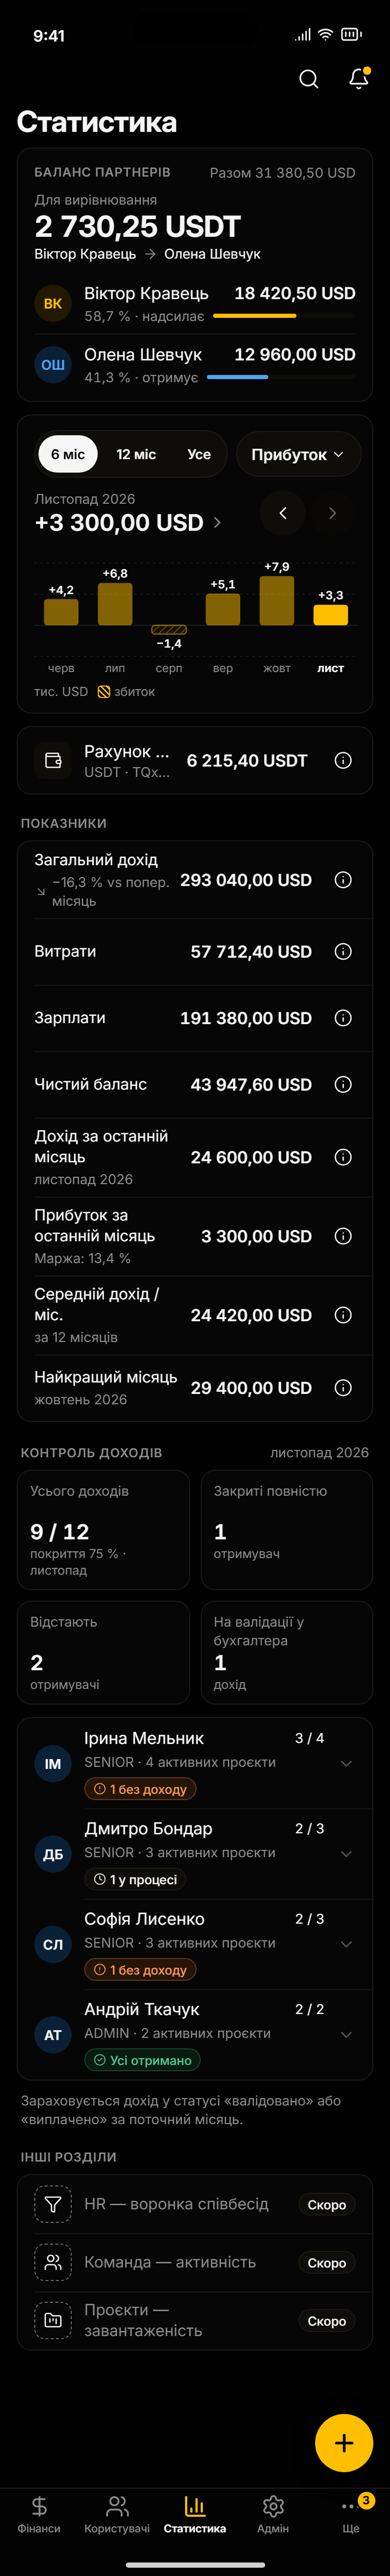 9:41
Статистика
БАЛАНС ПАРТНЕРІВ Разом 31 380,50 USD
Для вирівнювання
2 730,25 USDT
Віктор Кравець → Олена Шевчук
ВК Віктор Кравець 18 420,50 USD
58,7 % · надсилає
ОШ Олена Шевчук 12 960,00 USD
41,3 % · отримує
6 міс 12 міс Усе Прибуток
Листопад 2026
+3 300,00 USD
+4,2 +6,8 −1,4 +5,1 +7,9 +3,3
черв лип серп вер жовт лист
тис. USD збиток
Рахунок ... 6 215,40 USDT
USDT · TQx...
ПОКАЗНИКИ
Загальний дохід 293 040,00 USD
−16,3 % vs попер.
місяць
Витрати 57 712,40 USD
Зарплати 191 380,00 USD
Чистий баланс 43 947,60 USD
Дохід за останній
місяць 24 600,00 USD
листопад 2026
Прибуток за
останній місяць 3 300,00 USD
Маржа: 13,4 %
Середній дохід /
міс. 24 420,00 USD
за 12 місяців
Найкращий місяць 29 400,00 USD
жовтень 2026
КОНТРОЛЬ ДОХОДІВ листопад 2026
Усього доходів
9 / 12
покриття 75 % ·
листопад
Закриті повністю
1
отримувач
Відстають
2
отримувачі
На валідації у
бухгалтера
1
дохід
ІМ Ірина Мельник 3 / 4
SENIOR · 4 активних проєкти
1 без доходу
ДБ Дмитро Бондар 2 / 3
SENIOR · 3 активних проєкти
1 у процесі
СЛ Софія Лисенко 2 / 3
SENIOR · 3 активних проєкти
1 без доходу
АТ Андрій Ткачук 2 / 2
ADMIN · 2 активних проєкти
Усі отримано
Зараховується дохід у статусі «валідовано» або
«виплачено» за поточний місяць.
ІНШІ РОЗДІЛИ
HR — воронка співбесід Скоро
Команда — активність Скоро
Проєкти —
завантаженість Скоро
3
Фінанси Користувачі Статистика Адмін Ще